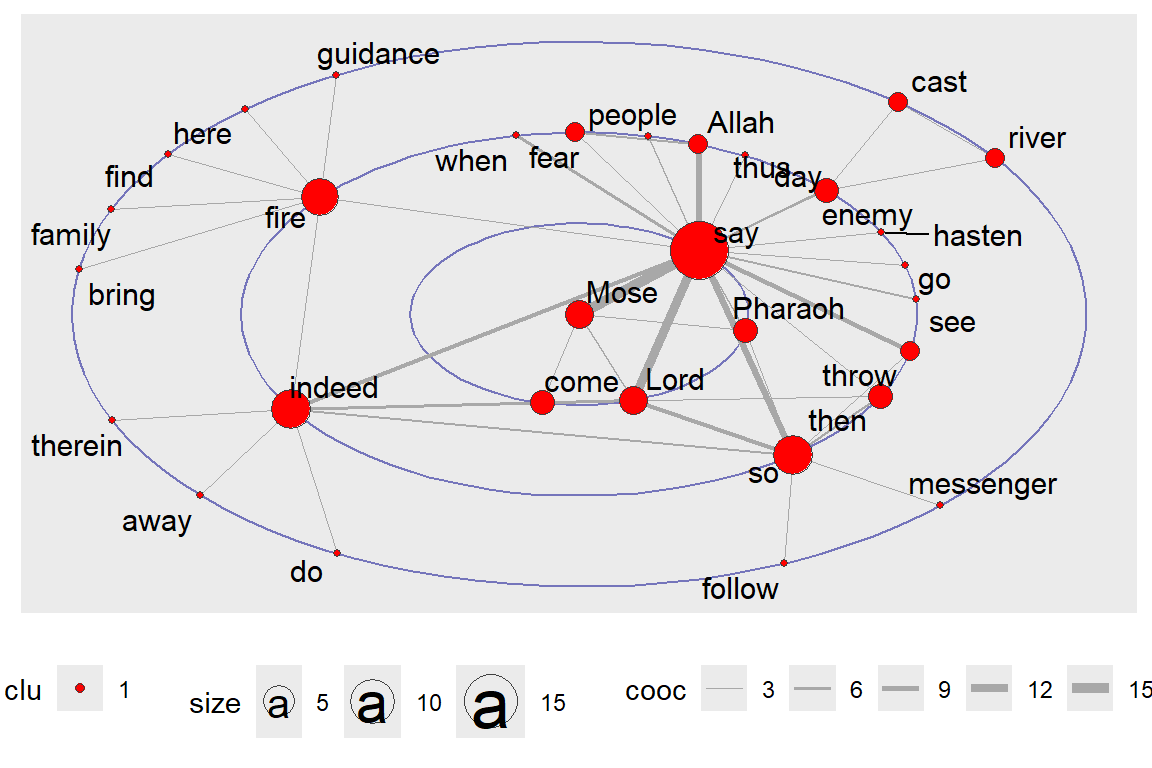 guidance
cast
people
Allah
river
here
when
fear
thus
day
find
fire
enemy
say
hasten
family
go
bring
Mose
Pharaoh
see
indeed
come
Lord
throw
then
therein
so
messenger
away
do
follow
clu
1
size
a
5
a
10
a
15
cooc
3
6
9
12
15